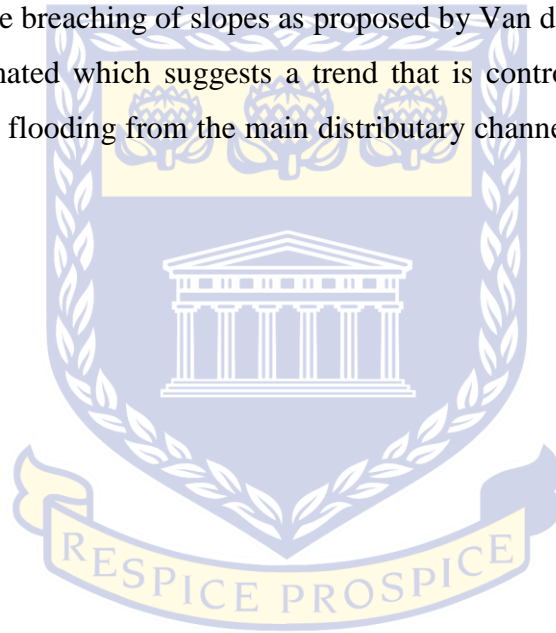 e breaching of slopes as proposed by Van d
nated which suggests a trend that is contro
flooding from the main distributary channe
RESPICE PROSPICE